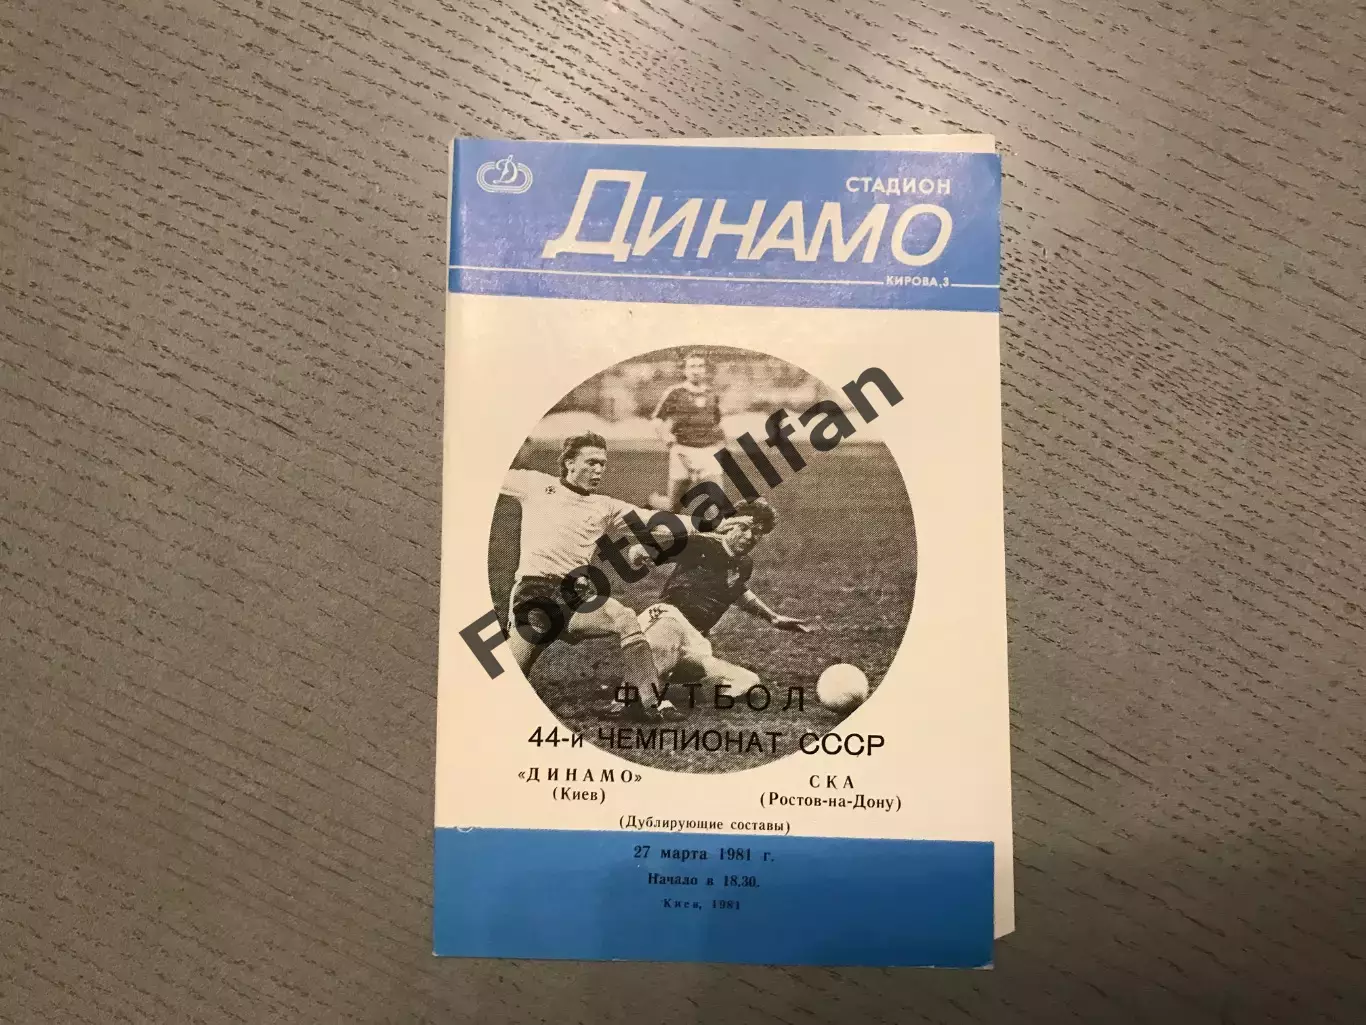 Д
СТАДИОН
ДИНАМО
КИРОВА, 3
Footballfan
ФУТБОЛ
44-й ЧЕМПИОНАТ СССР
«ДИНАМО»
(Киев)
СКА
(Ростов-на-Дону)
(Дублирующие составы)
27 марта 1981 г.
Начало в 18.30.
Киев, 1981